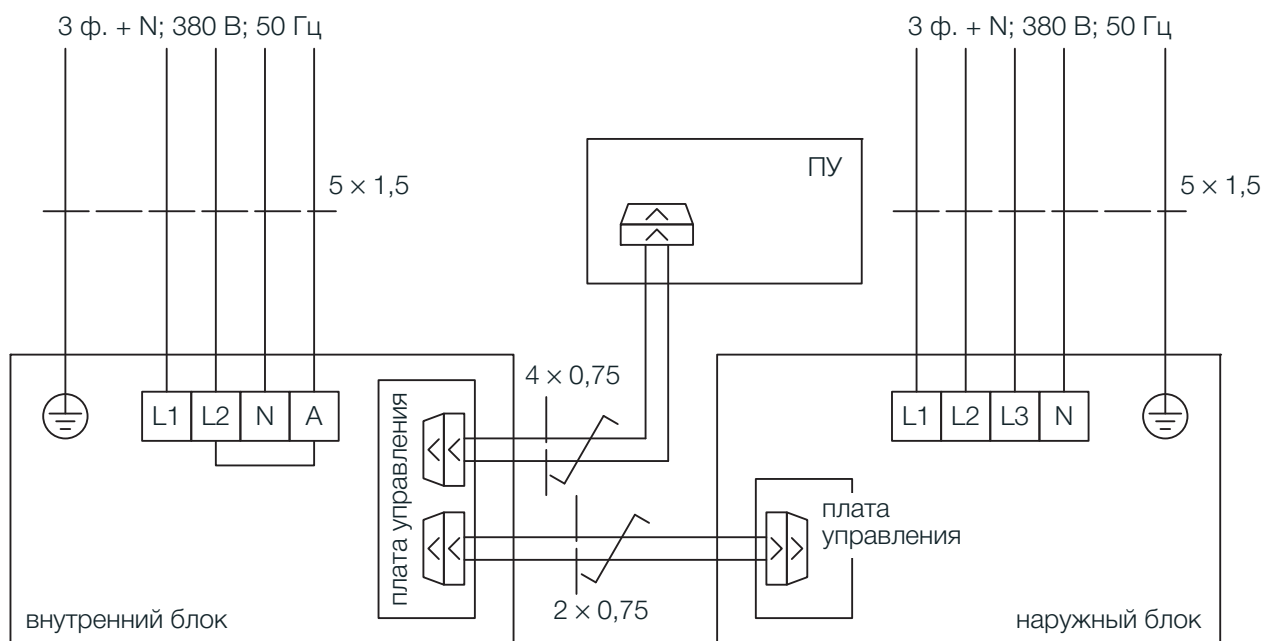 3 ф. + N; 380 В; 50 Гц
3 ф. + N; 380 В; 50 Гц
ПУ
5 × 1,5
5 × 1,5
4 × 0,75
L1 L2 N A
плата управления
L1 L2 L3 N
плата
управления
2 × 0,75
внутренний блок
наружный блок